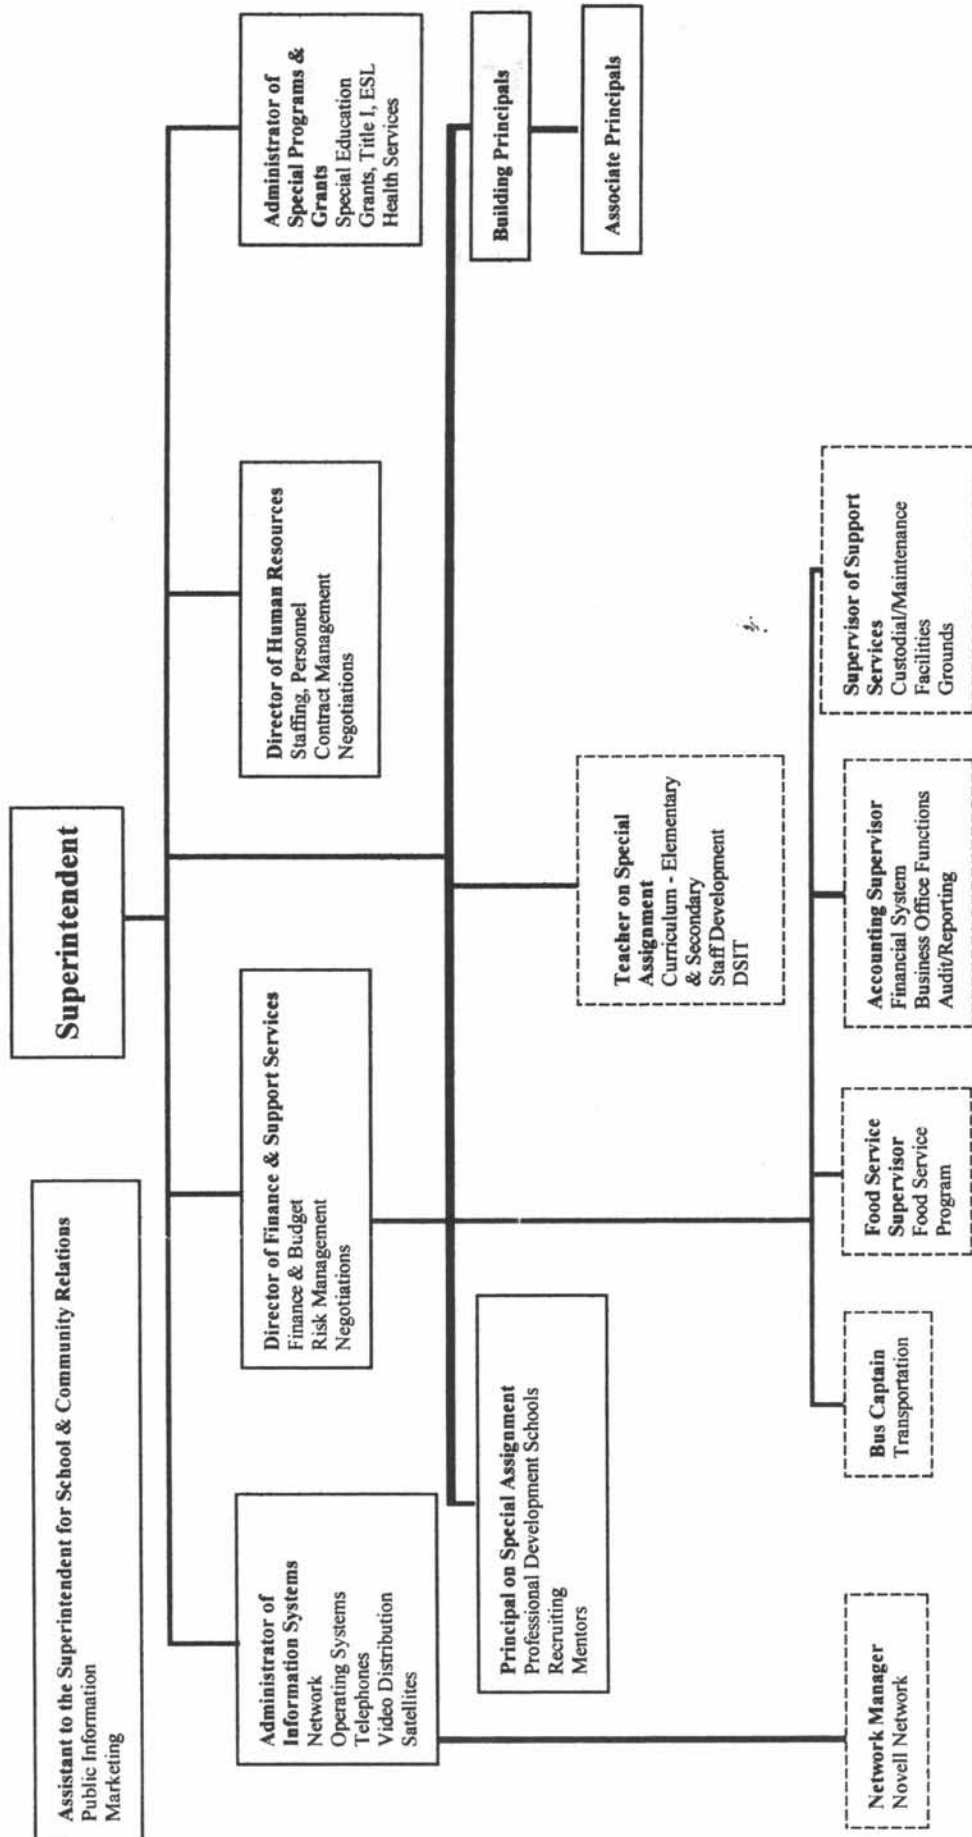 Superintendent
Assistant to the Superintendent for School & Community Relations
Public Information
Marketing
Administrator of
Information Systems
Network
Operating Systems
Telephones
Video Distribution
Satellites
Director of Finance & Support Services
Finance & Budget
Risk Management
Negotiations
Director of Human Resources
Staffing, Personnel
Contract Management
Negotiations
Administrator of
Special Programs &
Grants
Special Education
Grants, Title I, ESL
Health Services
Principal on Special Assignment
Professional Development Schools
Recruiting
Mentors
Teacher on Special
Assignment
Curriculum - Elementary
& Secondary
Staff Development
DSIT
Building Principals
Associate Principals
Network Manager
Novell Network
Bus Captain
Transportation
Food Service
Supervisor
Food Service
Program
Accounting Supervisor
Financial System
Business Office Functions
Audit/Reporting
Supervisor of Support
Services
Custodial/Maintenance
Facilities
Grounds